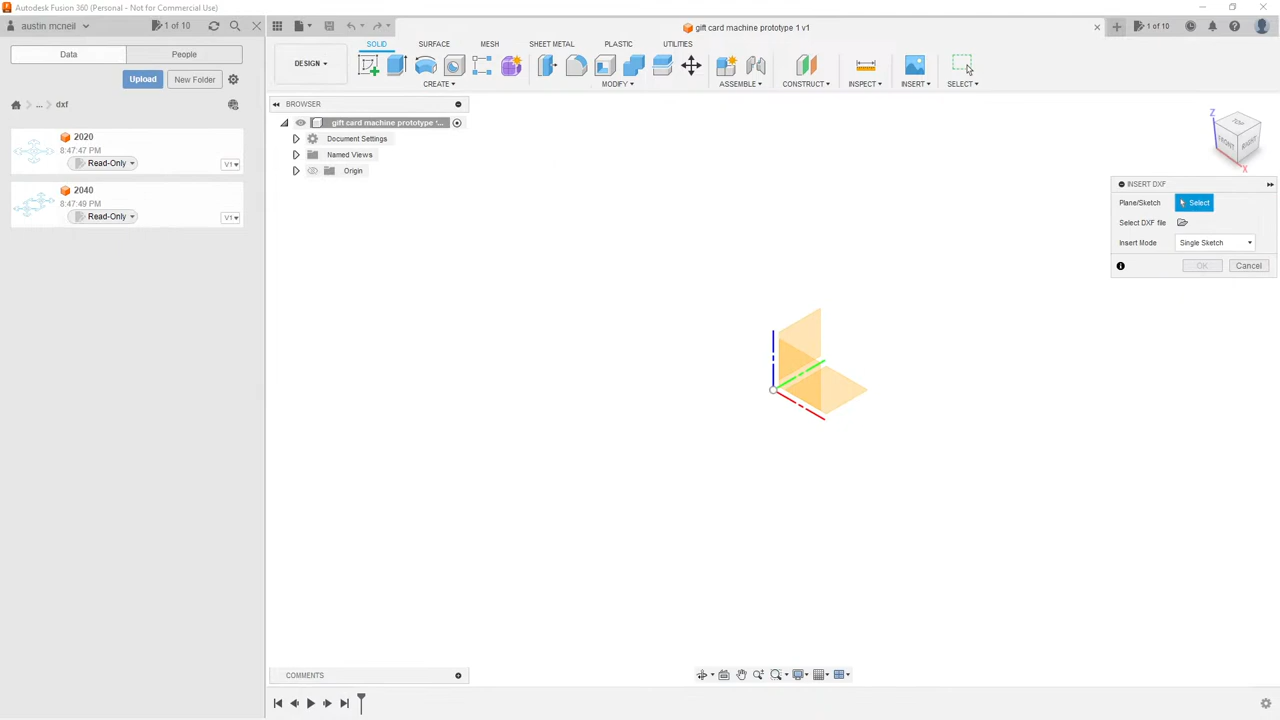 Autodesk Fusion 360 (Personal - Not for Commercial Use)
austin mcneil
1 of 10
gift card machine prototype 1 v1
1 of 10
Data
People
Upload
New Folder
... dxf
2020
8:47:47 PM
Read-Only
V1
2040
8:47:49 PM
Read-Only
V1
DESIGN
SOLID SURFACE MESH SHEET METAL PLASTIC UTILITIES
CREATE MODIFY ASSEMBLE CONSTRUCT INSPECT INSERT SELECT
BROWSER
gift card machine prototype '...
Document Settings
Named Views
Origin
Z
TOP
FRONT
RIGHT
X
INSERT DXF
Plane/Sketch Select
Select DXF file
Insert Mode Single Sketch
OK Cancel
COMMENTS